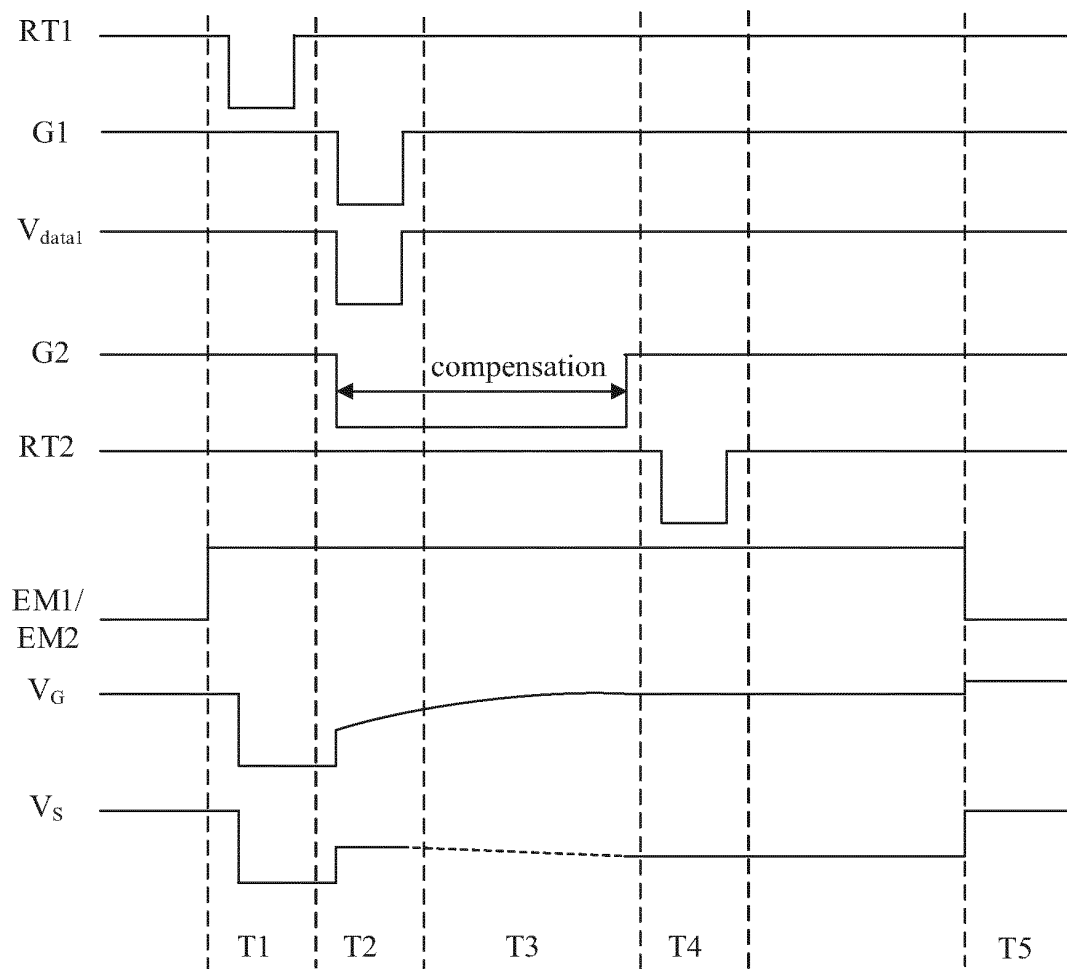 RT1
G1
Vdata1
G2
compensation
RT2
EM1/
EM2
VG
VS
T1 T2 T3 T4 T5